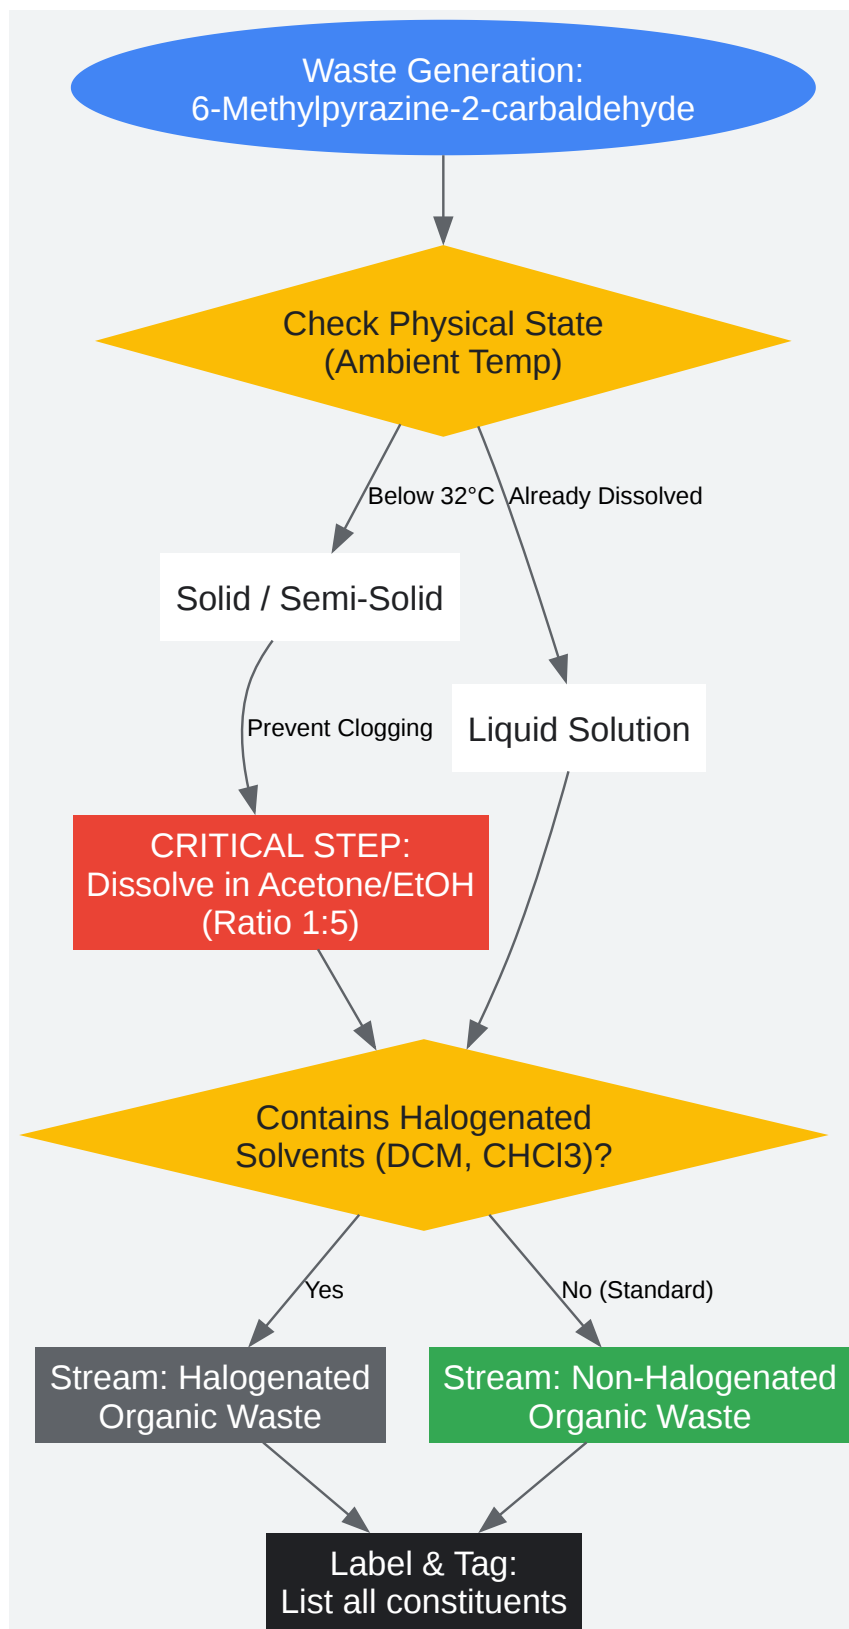 Waste Generation:
6-Methylpyrazine-2-carbaldehyde
Check Physical State
(Ambient Temp)
Below 32°C
Already Dissolved
Solid / Semi-Solid
Prevent Clogging
Liquid Solution
CRITICAL STEP:
Dissolve in Acetone/EtOH
(Ratio 1:5)
Contains Halogenated
Solvents (DCM, CHCl3)?
Yes
No (Standard)
Stream: Halogenated
Organic Waste
Stream: Non-Halogenated
Organic Waste
Label & Tag:
List all constituents